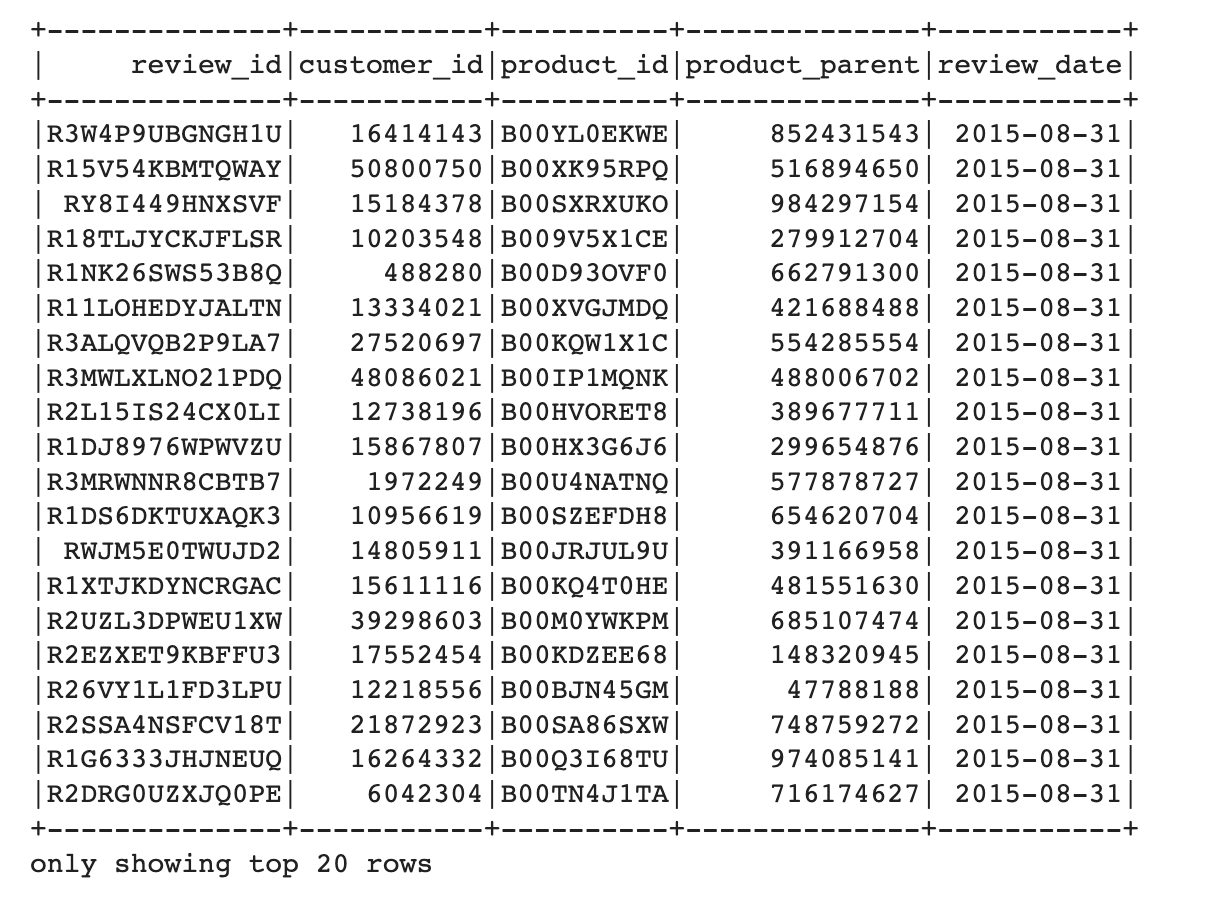 +--------------+-----------+----------+--------------+-----------+
|     review_id|customer_id|product_id|product_parent|review_date|
+--------------+-----------+----------+--------------+-----------+
|R3W4P9UBGNGH1U|   16414143|B00YL0EKWE|     852431543| 2015-08-31|
|R15V54KBMTQWAY|   50800750|B00XK95RPQ|     516894650| 2015-08-31|
| RY8I449HNXSVF|   15184378|B00SXRXUKO|     984297154| 2015-08-31|
|R18TLJYCKJFLSR|   10203548|B009V5X1CE|     279912704| 2015-08-31|
|R1NK26SWS53B8Q|     488280|B00D93OVF0|     662791300| 2015-08-31|
|R11LOHEDYJALTN|   13334021|B00XVGJMDQ|     421688488| 2015-08-31|
|R3ALQVQB2P9LA7|   27520697|B00KQW1X1C|     554285554| 2015-08-31|
|R3MWLXLNO21PDQ|   48086021|B00IP1MQNK|     488006702| 2015-08-31|
|R2L15IS24CX0LI|   12738196|B00HVORET8|     389677711| 2015-08-31|
|R1DJ8976WPWVZU|   15867807|B00HX3G6J6|     299654876| 2015-08-31|
|R3MRWNNR8CBTB7|    1972249|B00U4NATNQ|     577878727| 2015-08-31|
|R1DS6DKTUXAQK3|   10956619|B00SZEFDH8|     654620704| 2015-08-31|
| RWJM5E0TWUJD2|   14805911|B00JRJUL9U|     391166958| 2015-08-31|
|R1XTJKDYNCRGAC|   15611116|B00KQ4T0HE|     481551630| 2015-08-31|
|R2UZL3DPWEU1XW|   39298603|B00M0YWKPM|     685107474| 2015-08-31|
|R2EZXET9KBFFU3|   17552454|B00KDZEE68|     148320945| 2015-08-31|
|R26VY1L1FD3LPU|   12218556|B00BJN45GM|      47788188| 2015-08-31|
|R2SSA4NSFCV18T|   21872923|B00SA86SXW|     748759272| 2015-08-31|
|R1G6333JHJNEUQ|   16264332|B00Q3I68TU|     974085141| 2015-08-31|
|R2DRG0UZXJQ0PE|    6042304|B00TN4J1TA|     716174627| 2015-08-31|
+--------------+-----------+----------+--------------+-----------+
only showing top 20 rows